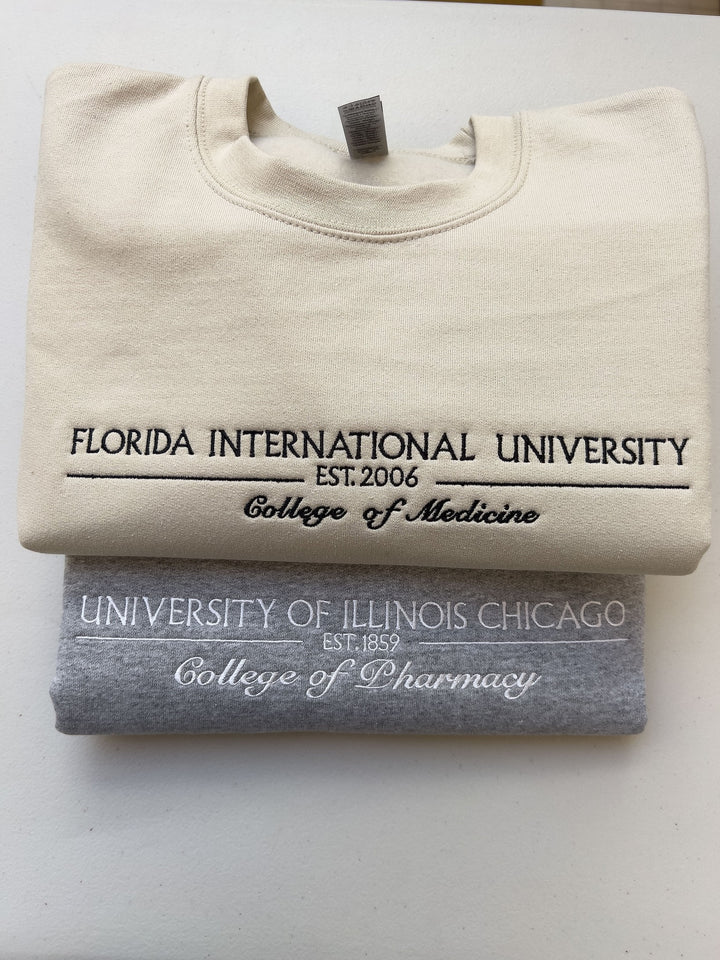 FLORIDA INTERNATIONAL UNIVERSITY
EST. 2006
College of Medicine
UNIVERSITY OF ILLINOIS CHICAGO
EST. 1859
College of Pharmacy